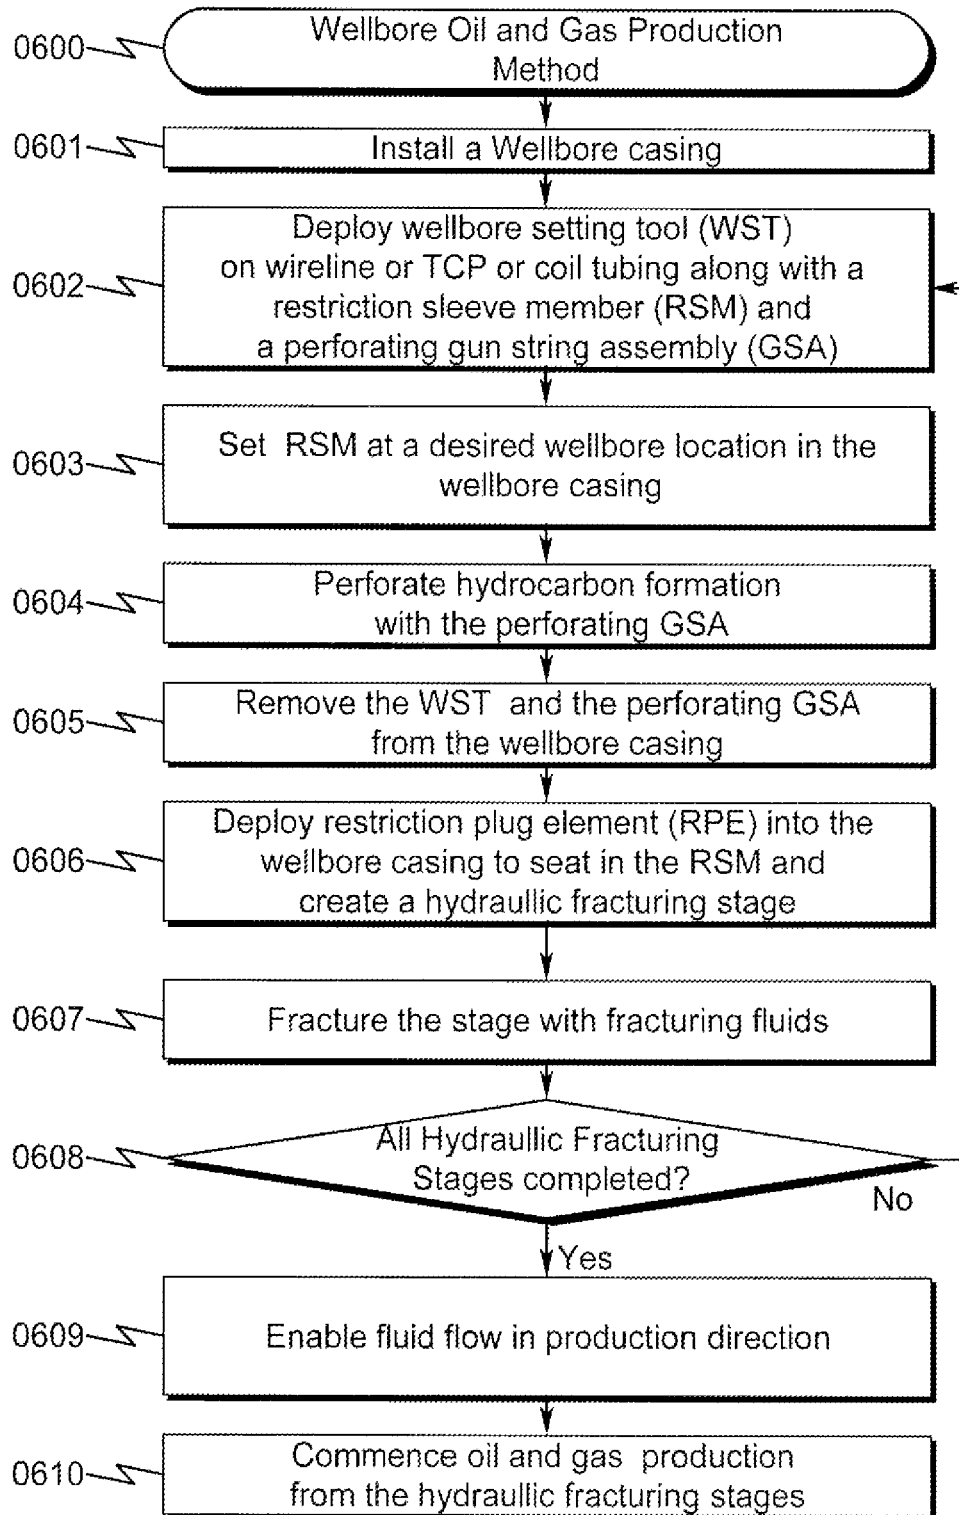 0600
Wellbore Oil and Gas Production
Method
0601
Install a Wellbore casing
0602
Deploy wellbore setting tool (WST)
on wireline or TCP or coil tubing along with a
restriction sleeve member (RSM) and
a perforating gun string assembly (GSA)
0603
Set RSM at a desired wellbore location in the
wellbore casing
0604
Perforate hydrocarbon formation
with the perforating GSA
0605
Remove the WST and the perforating GSA
from the wellbore casing
0606
Deploy restriction plug element (RPE) into the
wellbore casing to seat in the RSM and
create a hydraullic fracturing stage
0607
Fracture the stage with fracturing fluids
0608
All Hydraullic Fracturing
Stages completed?
No
Yes
0609
Enable fluid flow in production direction
0610
Commence oil and gas production
from the hydraullic fracturing stages